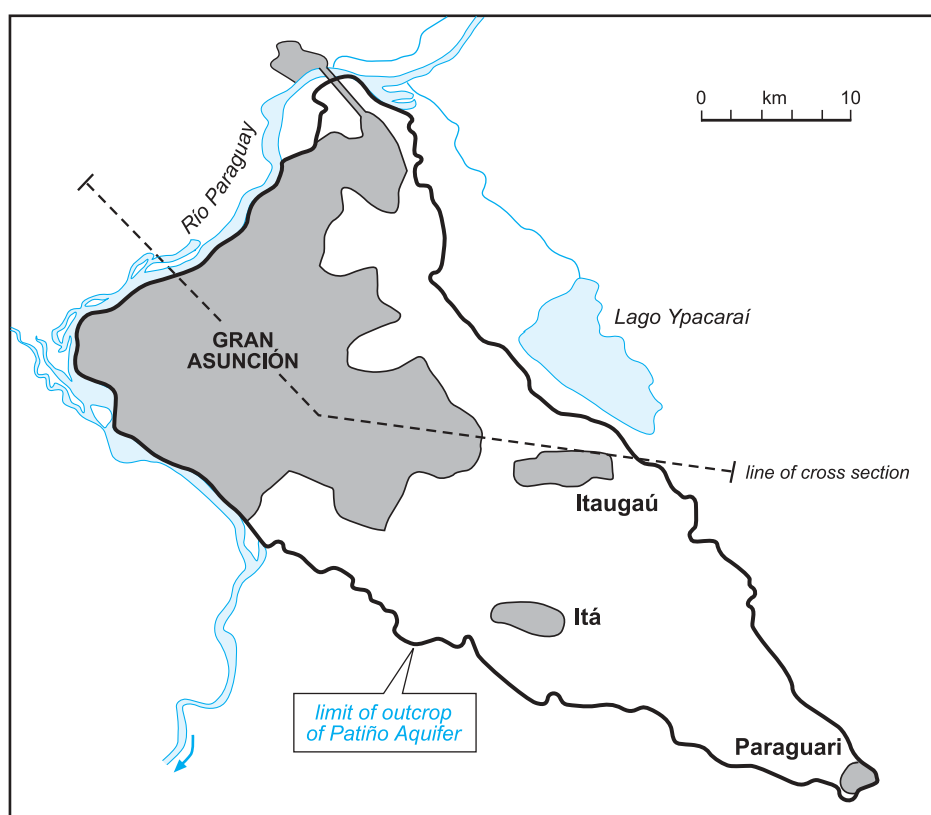 0 km 10
Río Paraguay
Lago Ypacaraí
GRAN
ASUNCIÓN
line of cross section
Itaugaú
Itá
limit of outcrop
of Patiño Aquifer
Paraguari